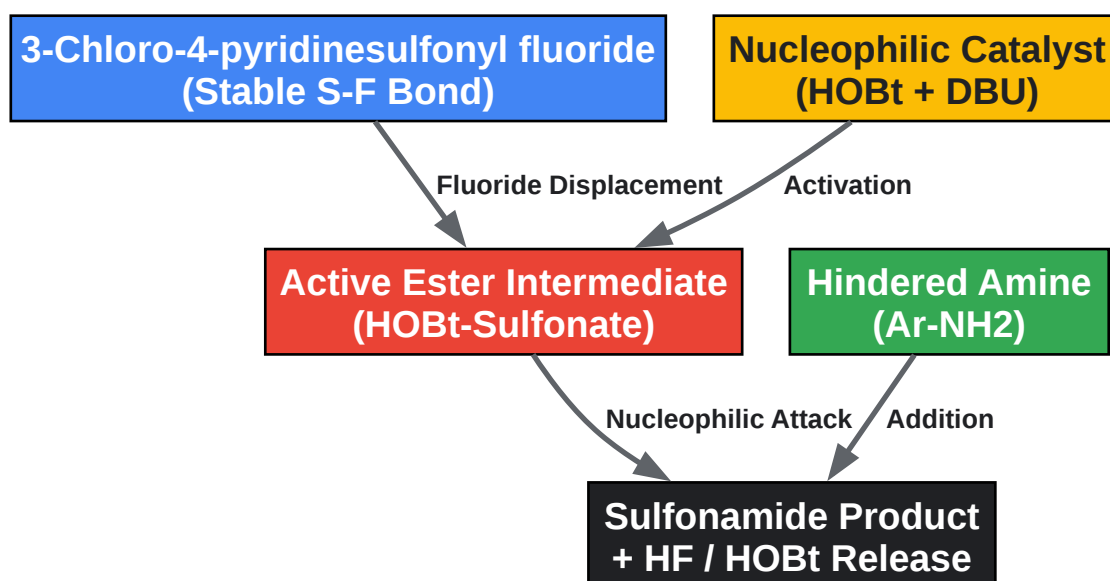 3-Chloro-4-pyridinesulfonyl fluoride
(Stable S-F Bond)
Nucleophilic Catalyst
(HOBt + DBU)
Fluoride Displacement
Activation
Active Ester Intermediate
(HOBt-Sulfonate)
Hindered Amine
(Ar-NH2)
Nucleophilic Attack
Addition
Sulfonamide Product
+ HF / HOBt Release